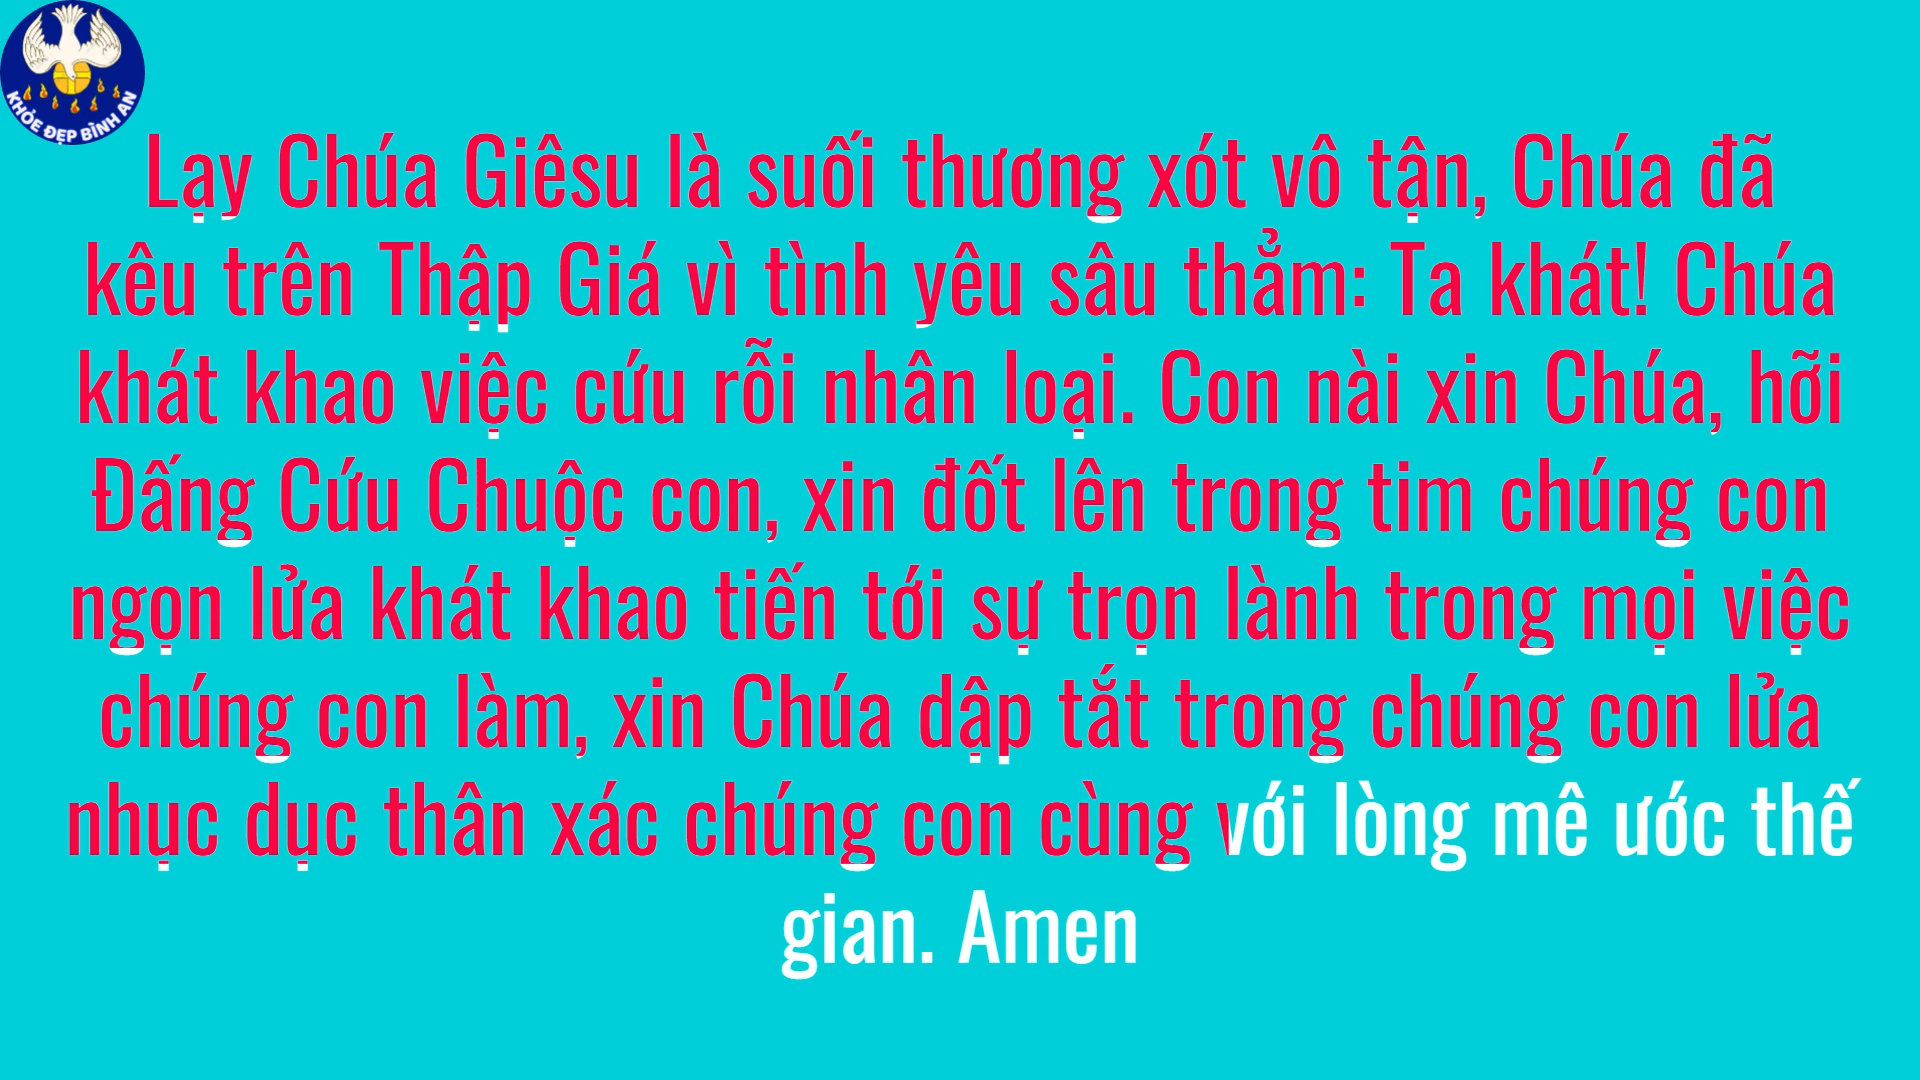 KHỎE ĐẸP BÌNH AN
Lạy Chúa Giêsu là suối thương xót vô tận, Chúa đã
kêu trên Thập Giá vì tình yêu sâu thẳm: Ta khát! Chúa
khát khao việc cứu rỗi nhân loại. Con nài xin Chúa, hỡi
Đấng Cứu Chuộc con, xin đốt lên trong tim chúng con
ngọn lửa khát khao tiến tới sự trọn lành trong mọi việc
chúng con làm, xin Chúa dập tắt trong chúng con lửa
nhục dục thân xác chúng con cùng với lòng mê ước thế
gian. Amen